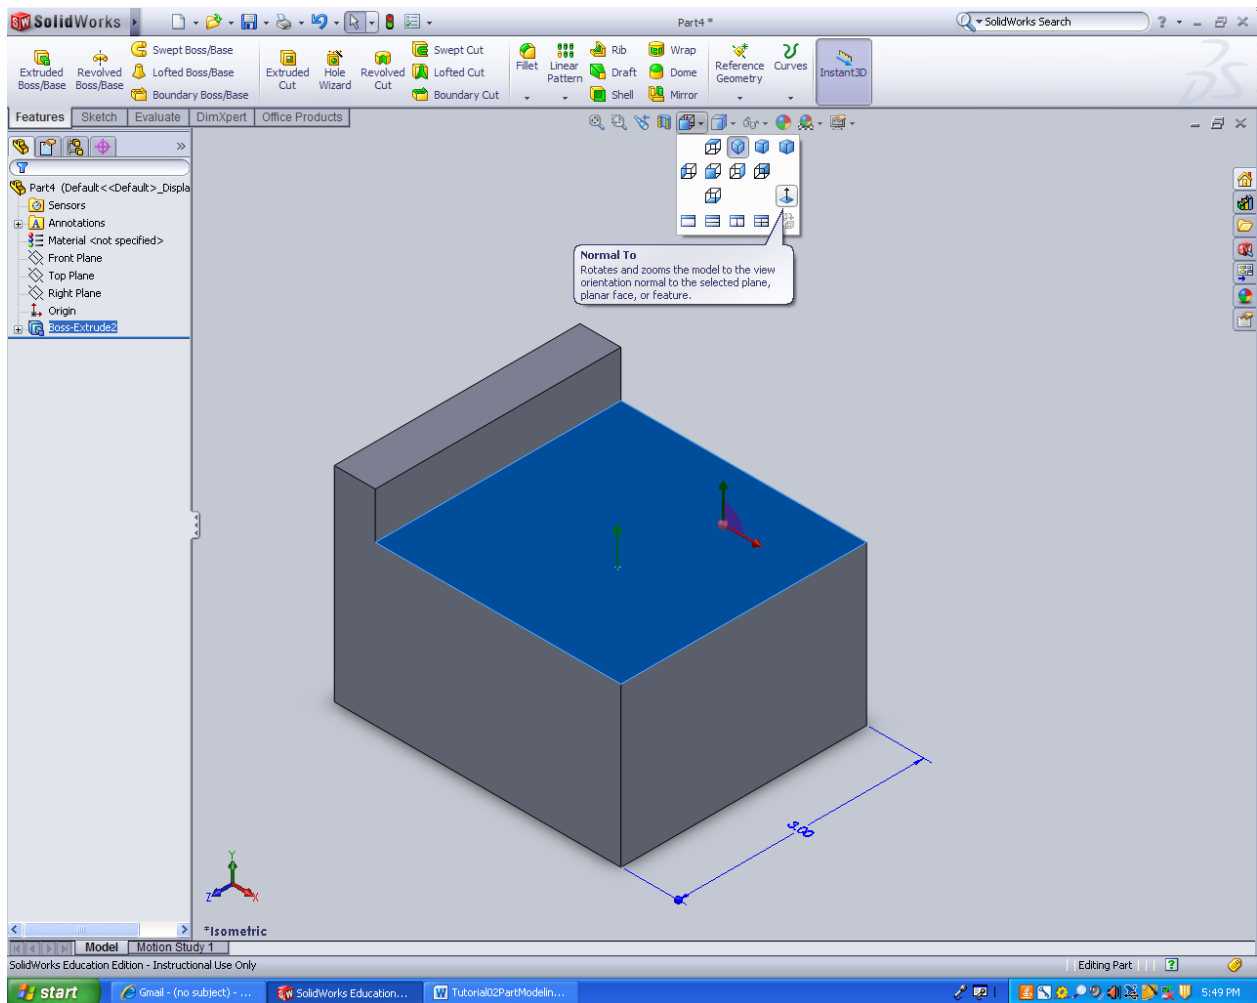 SolidWorks
Part4 *
SolidWorks Search
?
Extruded Boss/Base
Revolved Boss/Base
Swept Boss/Base
Lofted Boss/Base
Boundary Boss/Base
Extruded Cut
Hole Wizard
Revolved Cut
Swept Cut
Lofted Cut
Boundary Cut
Fillet
Linear Pattern
Rib
Draft
Shell
Wrap
Dome
Mirror
Reference Geometry
Curves
Instant3D
Features Sketch Evaluate DimXpert Office Products
Part4 (Default<<Default>_Displa
Sensors
Annotations
Material <not specified>
Front Plane
Top Plane
Right Plane
Origin
Boss-Extrude2
Normal To
Rotates and zooms the model to the view
orientation normal to the selected plane,
planar face, or feature.
3.00
Y
Z X
*Isometric
Model Motion Study 1
SolidWorks Education Edition - Instructional Use Only
Editing Part
?
start
Gmail - (no subject) - ...
SolidWorks Education...
Tutorial02PartModelin...
5:49 PM